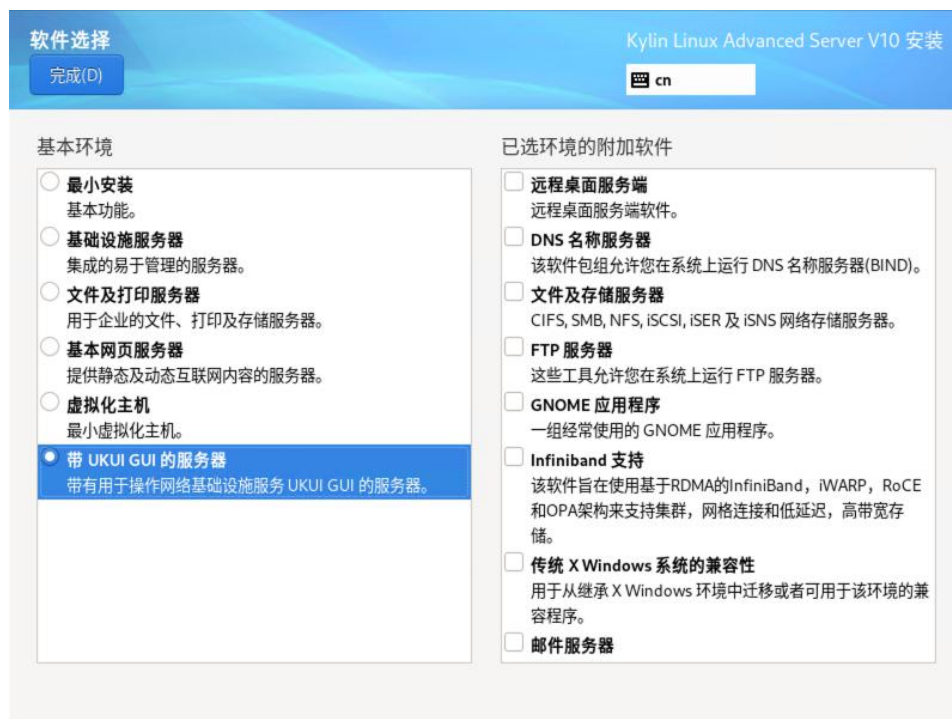 软件选择
完成(D)
Kylin Linux Advanced Server V10 安装
cn
基本环境
最小安装
基本功能。
基础设施服务器
集成的易于管理的服务器。
文件及打印服务器
用于企业的文件、打印及存储服务器。
基本网页服务器
提供静态及动态互联网内容的服务器。
虚拟化主机
最小虚拟化主机。
带 UKUI GUI 的服务器
带有用于操作网络基础设施服务 UKUI GUI 的服务器。
已选环境的附加软件
远程桌面服务端
远程桌面服务端软件。
DNS 名称服务器
该软件包组允许您在系统上运行 DNS 名称服务器(BIND)。
文件及存储服务器
CIFS, SMB, NFS, iSCSI, iSER 及 iSNS 网络存储服务器。
FTP 服务器
这些工具允许您在系统上运行 FTP 服务器。
GNOME 应用程序
一组经常使用的 GNOME 应用程序。
Infiniband 支持
该软件旨在使用基于RDMA的InfiniBand，iWARP，RoCE
和OPA架构来支持集群，网格连接和低延迟，高带宽存
储。
传统 X Windows 系统的兼容性
用于从继承 X Windows 环境中迁移或者可用于该环境的兼
容程序。
邮件服务器